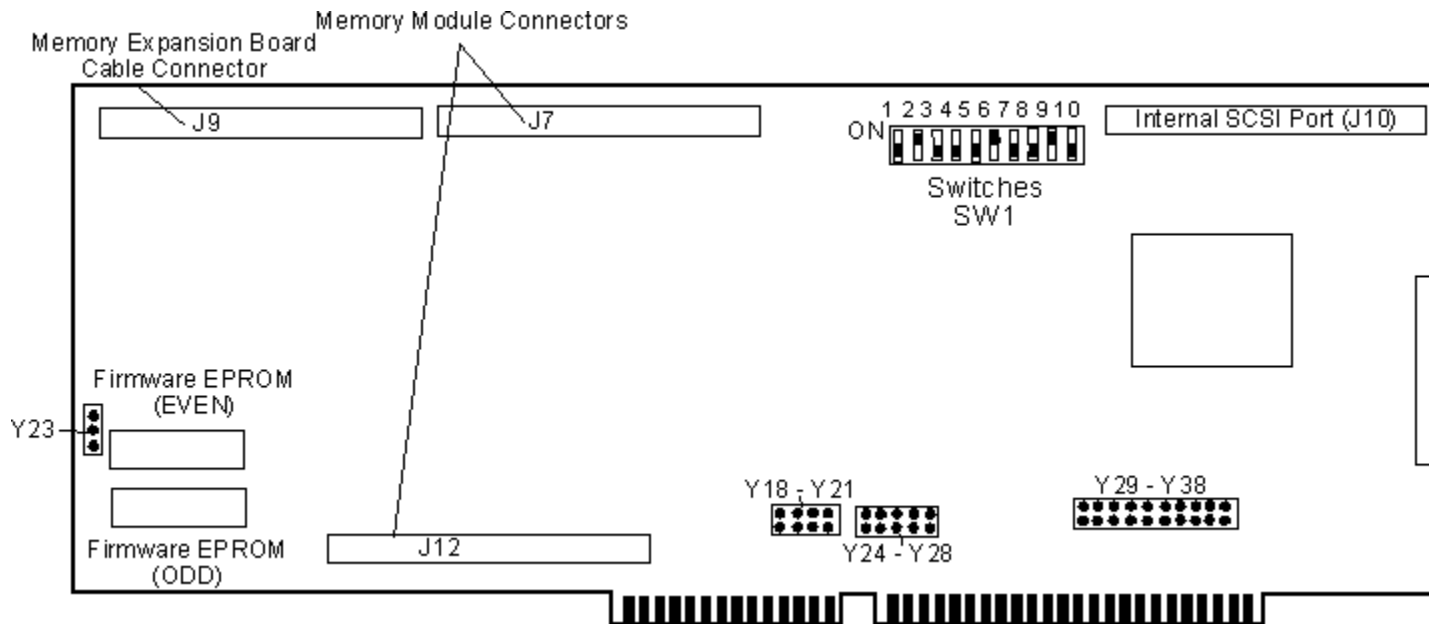 Memory Module Connectors
Memory Expansion Board
Cable Connector
J9
J7
1 2 3 4 5 6 7 8 9 10
ON
Internal SCSI Port (J10)
Switches
SW1
Firmware EPROM
(EVEN)
Y23
Y18 - Y21
Y29 - Y38
J12
Y24 - Y28
Firmware EPROM
(ODD)